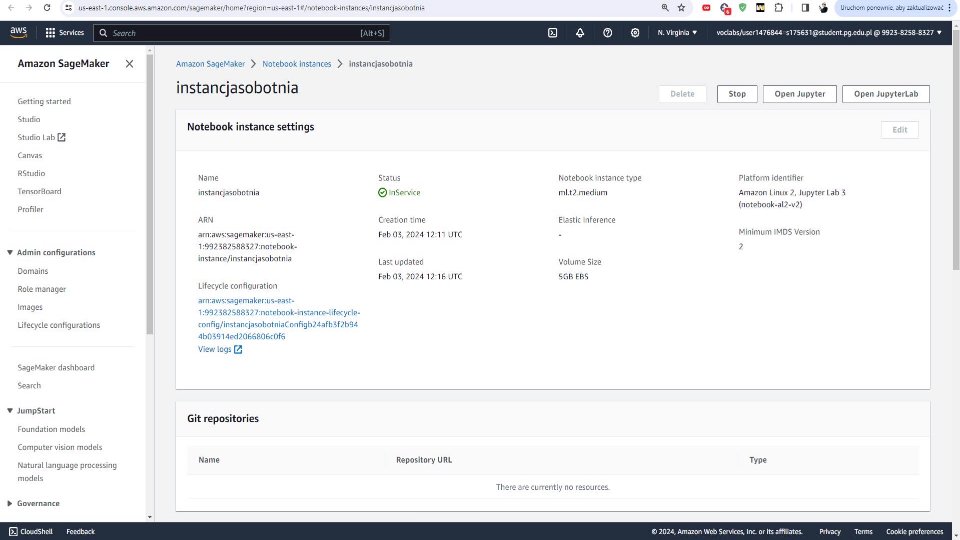 us-east-1.console.aws.amazon.com/sagemaker/home?region=us-east-1#/notebook-instances/instancjasobotnia
Uruchom ponownie, aby zaktualizować
aws Services Search [Alt+S] N. Virginia voclabs/user1476844=s175631@student.pg.edu.pl @ 9923-8258-8327
Amazon SageMaker
Getting started
Studio
Studio Lab
Canvas
RStudio
TensorBoard
Profiler
Admin configurations
Domains
Role manager
Images
Lifecycle configurations
SageMaker dashboard
Search
JumpStart
Foundation models
Computer vision models
Natural language processing
models
Governance
Amazon SageMaker Notebook instances instancjasobotnia
instancjasobotnia
Delete Stop Open Jupyter Open JupyterLab
Notebook instance settings
Edit
Name
instancjasobotnia
ARN
arn:aws:sagemaker:us-east-
1:992382588327:notebook-
instance/instancjasobotnia
Lifecycle configuration
arn:aws:sagemaker:us-east-
1:992382588327:notebook-instance-lifecycle-
config/instancjasobotniaConfigb24afb3f2b94
4b03914ed2066806c0f6
View logs
Status
InService
Creation time
Feb 03, 2024 12:11 UTC
Last updated
Feb 03, 2024 12:16 UTC
Notebook instance type
ml.t2.medium
Elastic Inference
-
Volume Size
5GB EBS
Platform identifier
Amazon Linux 2, Jupyter Lab 3
(notebook-al2-v2)
Minimum IMDS Version
2
Git repositories
Name Repository URL Type
There are currently no resources.
CloudShell Feedback © 2024, Amazon Web Services, Inc. or its affiliates. Privacy Terms Cookie preferences